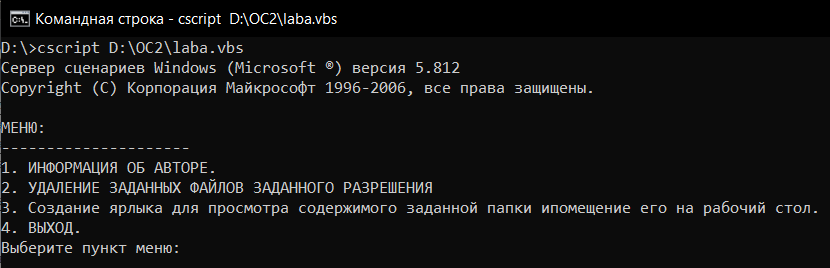 Командная строка - cscript D:\OC2\laba.vbs
D:\>cscript D:\OC2\laba.vbs
Сервер сценариев Windows (Microsoft ®) версия 5.812
Copyright (C) Корпорация Майкрософт 1996-2006, все права защищены.
МЕНЮ:
---------------------
1. ИНФОРМАЦИЯ ОБ АВТОРЕ.
2. УДАЛЕНИЕ ЗАДАННЫХ ФАЙЛОВ ЗАДАННОГО РАЗРЕШЕНИЯ
3. Создание ярлыка для просмотра содержимого заданной папки ипомещение его на рабочий стол.
4. ВЫХОД.
Выберите пункт меню: